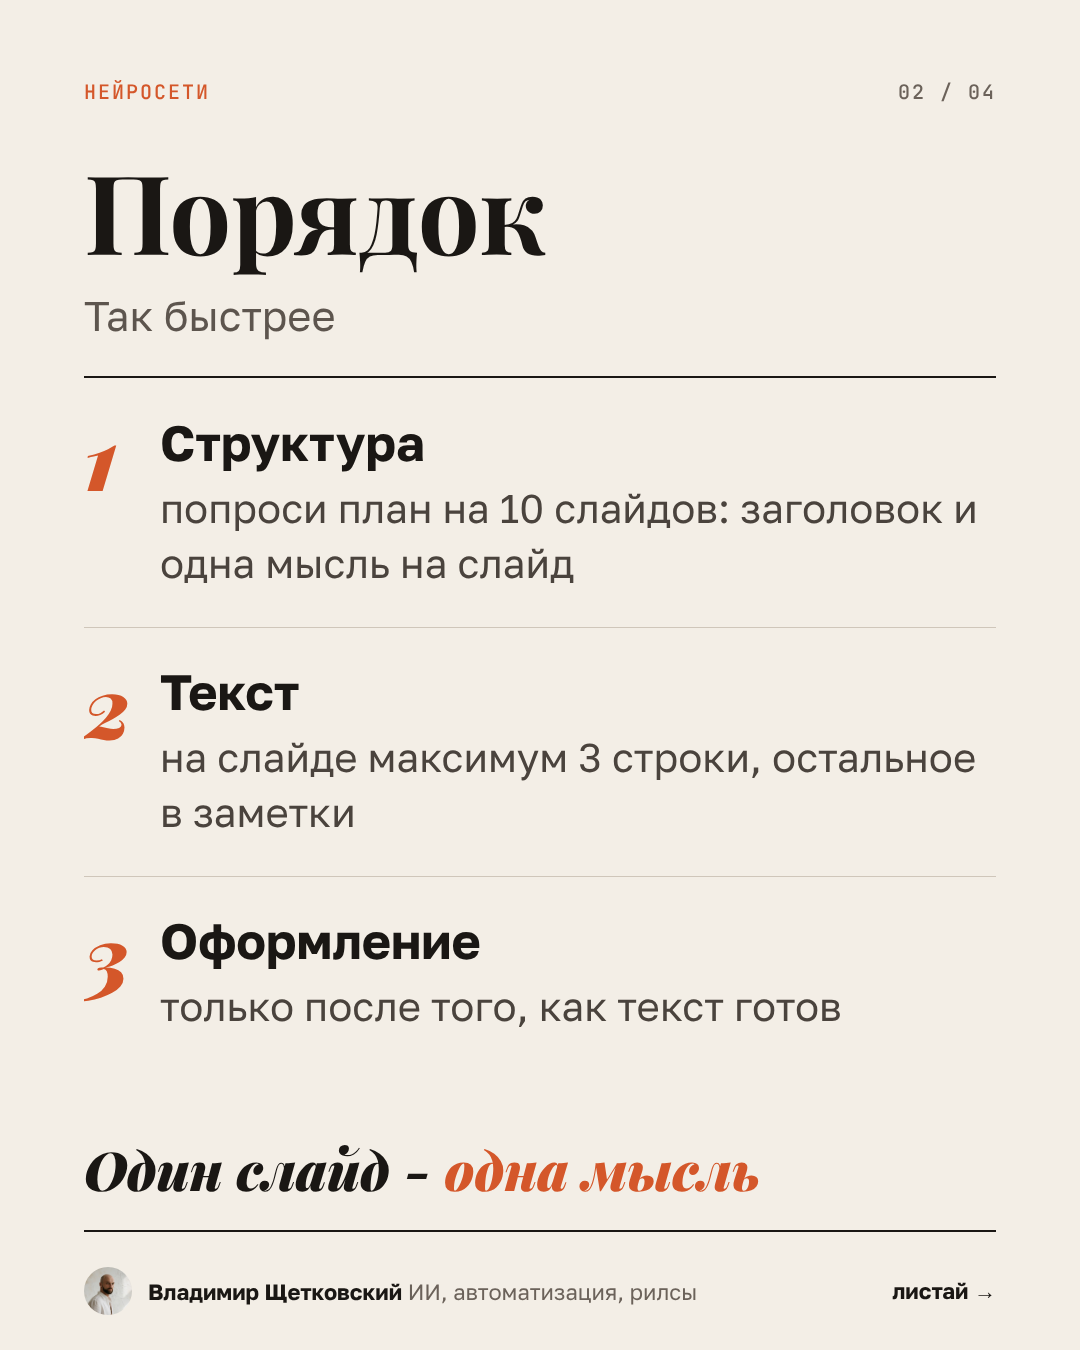 НЕЙРОСЕТИ
02 / 04
Порядок
Так быстрее
1 Структура
попроси план на 10 слайдов: заголовок и
одна мысль на слайд
2 Текст
на слайде максимум 3 строки, остальное
в заметки
3 Оформление
только после того, как текст готов
Один слайд - одна мысль
Владимир Щетковский ИИ, автоматизация, рилсы
листай →